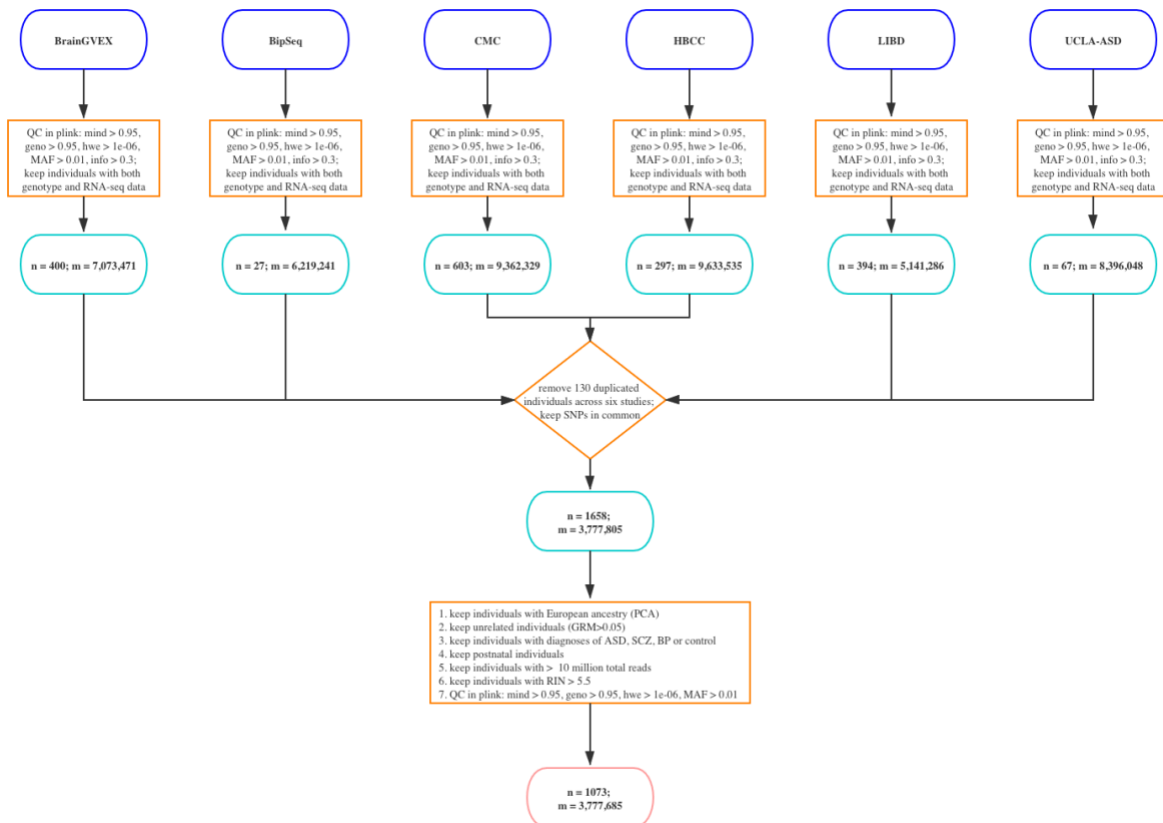 BrainGVEX
BipSeq
CMC
HBCC
LIBD
UCLA-ASD
QC in plink: mind > 0.95,
geno > 0.95, hwe > 1e-06,
MAF > 0.01, info > 0.3;
keep individuals with both
genotype and RNA-seq data
QC in plink: mind > 0.95,
geno > 0.95, hwe > 1e-06,
MAF > 0.01, info > 0.3;
keep individuals with both
genotype and RNA-seq data
QC in plink: mind > 0.95,
geno > 0.95, hwe > 1e-06,
MAF > 0.01, info > 0.3;
keep individuals with both
genotype and RNA-seq data
QC in plink: mind > 0.95,
geno > 0.95, hwe > 1e-06,
MAF > 0.01, info > 0.3;
keep individuals with both
genotype and RNA-seq data
QC in plink: mind > 0.95,
geno > 0.95, hwe > 1e-06,
MAF > 0.01, info > 0.3;
keep individuals with both
genotype and RNA-seq data
QC in plink: mind > 0.95,
geno > 0.95, hwe > 1e-06,
MAF > 0.01, info > 0.3;
keep individuals with both
genotype and RNA-seq data
n = 400; m = 7,073,471
n = 27; m = 6,219,241
n = 603; m = 9,362,329
n = 297; m = 9,633,535
n = 394; m = 5,141,286
n = 67; m = 8,396,048
remove 130 duplicated
individuals across six studies;
keep SNPs in common
n = 1658;
m = 3,777,805
1. keep individuals with European ancestry (PCA)
2. keep unrelated individuals (GRM>0.05)
3. keep individuals with diagnoses of ASD, SCZ, BP or control
4. keep postnatal individuals
5. keep individuals with > 10 million total reads
6. keep individuals with RIN > 5.5
7. QC in plink: mind > 0.95, geno > 0.95, hwe > 1e-06, MAF > 0.01
n = 1073;
m = 3,777,685